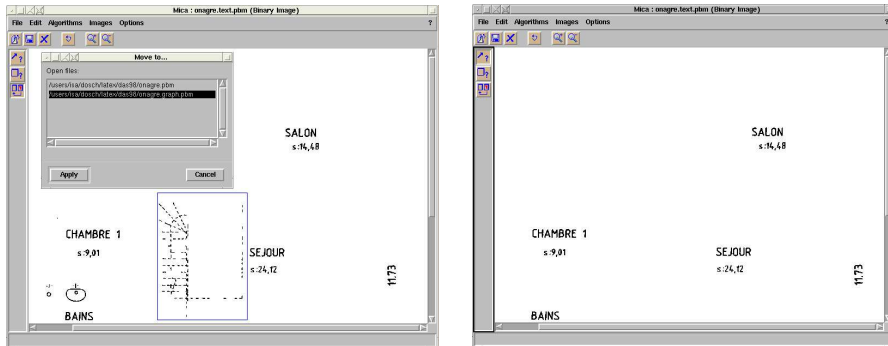 Mica : onagre.text.pbm (Binary Image)
File Edit Algorithms Images Options ?
Move to...
Open files:
/users/isa/dosch/latex/das98/onagre.pbm
/users/isa/dosch/latex/das98/onagre.graph.pbm
Apply Cancel
SALON
s:14,48
CHAMBRE 1
s:9,01
SEJOUR
s:24,12
11.73
BAINS
Mica : onagre.text.pbm (Binary Image)
File Edit Algorithms Images Options ?
SALON
s:14,48
CHAMBRE 1
s:9,01
SEJOUR
s:24,12
11.73
BAINS